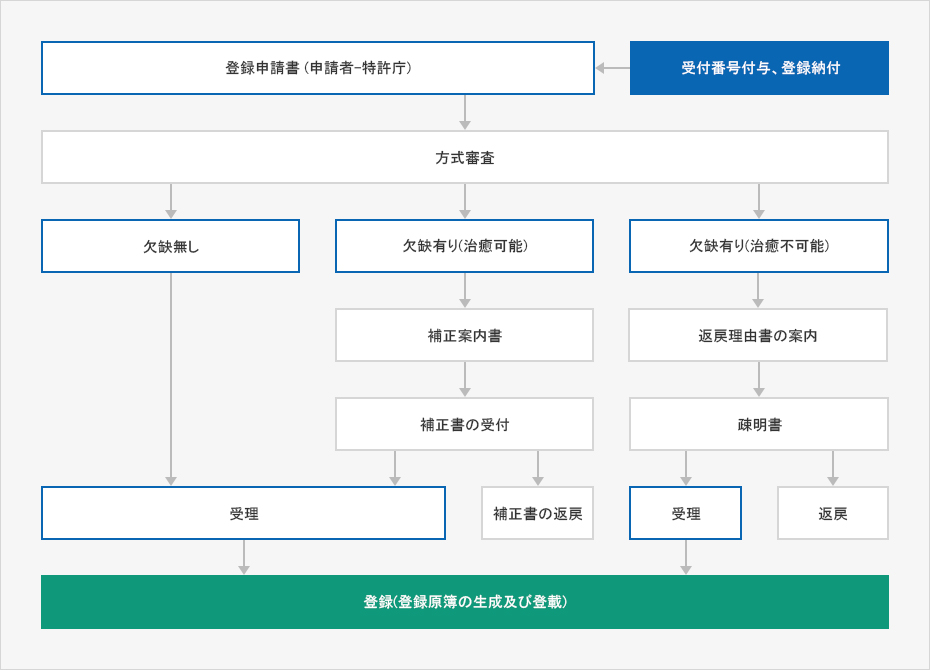 登録申請書 (申請者-特許庁)
受付番号付与、登録納付
方式審査
欠缺無し
欠缺有り(治癒可能)
欠缺有り(治癒不可能)
補正案内書
返戻理由書の案内
補正書の受付
疎明書
受理
補正書の返戻
受理
返戻
登録(登録原簿の生成及び登載)